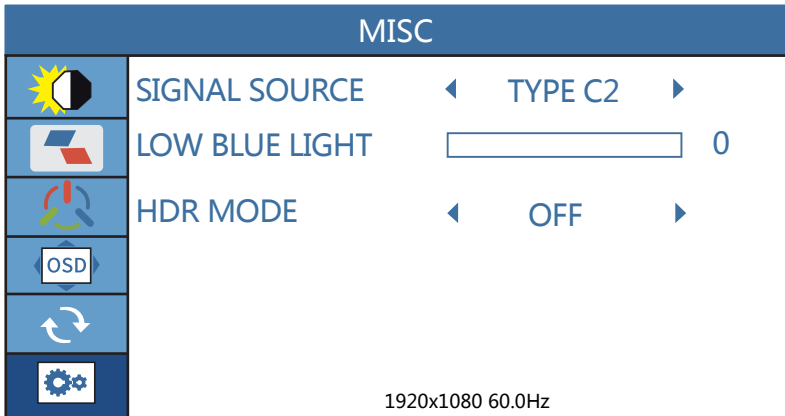 MISC
SIGNAL SOURCE TYPE C2
LOW BLUE LIGHT 0
HDR MODE OFF
OSD
1920x1080 60.0Hz